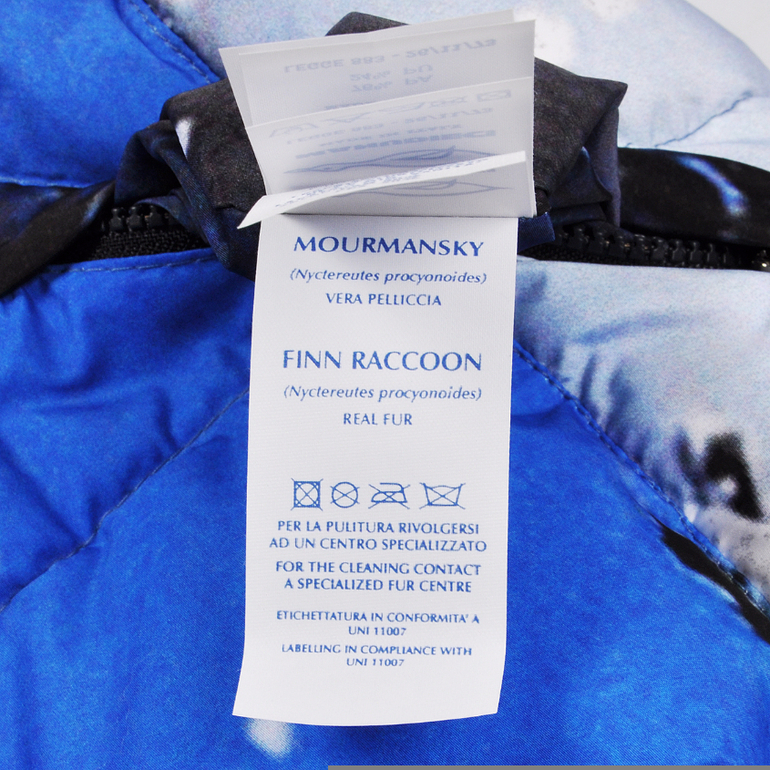 MOURMANSKY
(Nyctereutes procyonoides)
VERA PELLICCIA
FINN RACCOON
(Nyctereutes procyonoides)
REAL FUR
PER LA PULITURA RIVOLGERSI
AD UN CENTRO SPECIALIZZATO
FOR THE CLEANING CONTACT
A SPECIALIZED FUR CENTRE
ETICHETTATURA IN CONFORMITA' A
UNI 11007
LABELLING IN COMPLIANCE WITH
UNI 11007